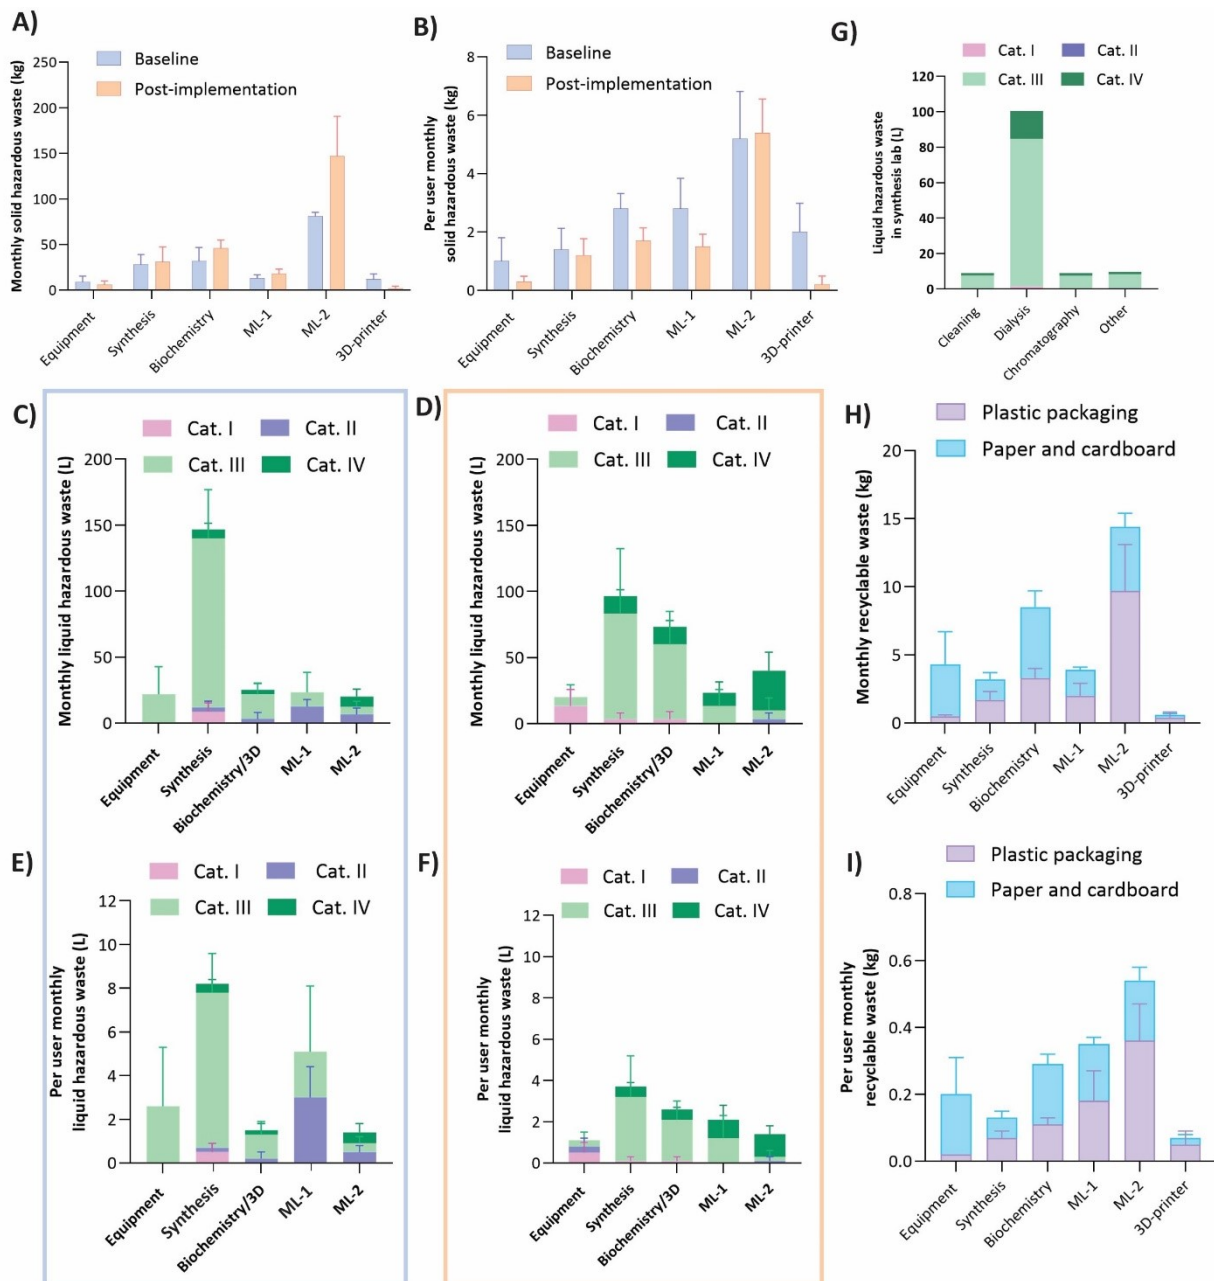 A)
Monthly solid hazardous waste (kg)
Baseline
Post-implementation
250
200
150
100
50
0
Equipment
Synthesis
Biochemistry
ML-1
ML-2
3D-printer
B)
Per user monthly
solid hazardous waste (kg)
Baseline
Post-implementation
8
6
4
2
0
Equipment
Synthesis
Biochemistry
ML-1
ML-2
3D-printer
G)
Liquid hazardous waste
in synthesis lab (L)
Cat. I
Cat. II
Cat. III
Cat. IV
120
100
80
60
40
20
0
Cleaning
Dialysis
Chromatography
Other
C)
Monthly liquid hazardous waste (L)
Cat. I
Cat. II
Cat. III
Cat. IV
200
150
100
50
0
Equipment
Synthesis
Biochemistry/3D
ML-1
ML-2
D)
Monthly liquid hazardous waste (L)
Cat. I
Cat. II
Cat. III
Cat. IV
200
150
100
50
0
Equipment
Synthesis
Biochemistry/3D
ML-1
ML-2
H)
Monthly recyclable waste (kg)
Plastic packaging
Paper and cardboard
20
15
10
5
0
Equipment
Synthesis
Biochemistry
ML-1
ML-2
3D-printer
E)
Per user monthly
liquid hazardous waste (L)
Cat. I
Cat. II
Cat. III
Cat. IV
12
10
8
6
4
2
0
Equipment
Synthesis
Biochemistry/3D
ML-1
ML-2
F)
Per user monthly
liquid hazardous waste (L)
Cat. I
Cat. II
Cat. III
Cat. IV
12
10
8
6
4
2
0
Equipment
Synthesis
Biochemistry/3D
ML-1
ML-2
I)
Per user monthly
recyclable waste (kg)
Plastic packaging
Paper and cardboard
0.8
0.6
0.4
0.2
0.0
Equipment
Synthesis
Biochemistry
ML-1
ML-2
3D-printer